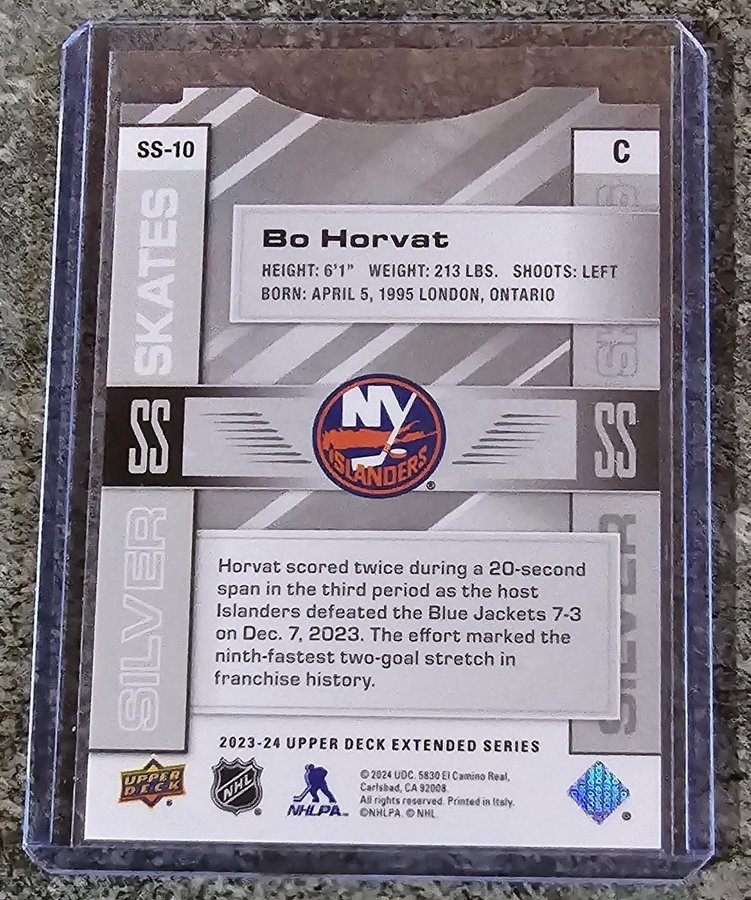 SS-10
C
SKATES
Bo Horvat
HEIGHT: 6'1" WEIGHT: 213 LBS. SHOOTS: LEFT
BORN: APRIL 5, 1995 LONDON, ONTARIO
SS
NY
ISLANDERS
®
SS
SILVER
SILVER
Horvat scored twice during a 20-second
span in the third period as the host
Islanders defeated the Blue Jackets 7-3
on Dec. 7, 2023. The effort marked the
ninth-fastest two-goal stretch in
franchise history.
2023-24 UPPER DECK EXTENDED SERIES
UPPER
DECK®
NHL®
NHLPA®
© 2024 UDC. 5830 El Camino Real,
Carlsbad, CA 92008.
All rights reserved. Printed in Italy.
©NHLPA. © NHL.
®